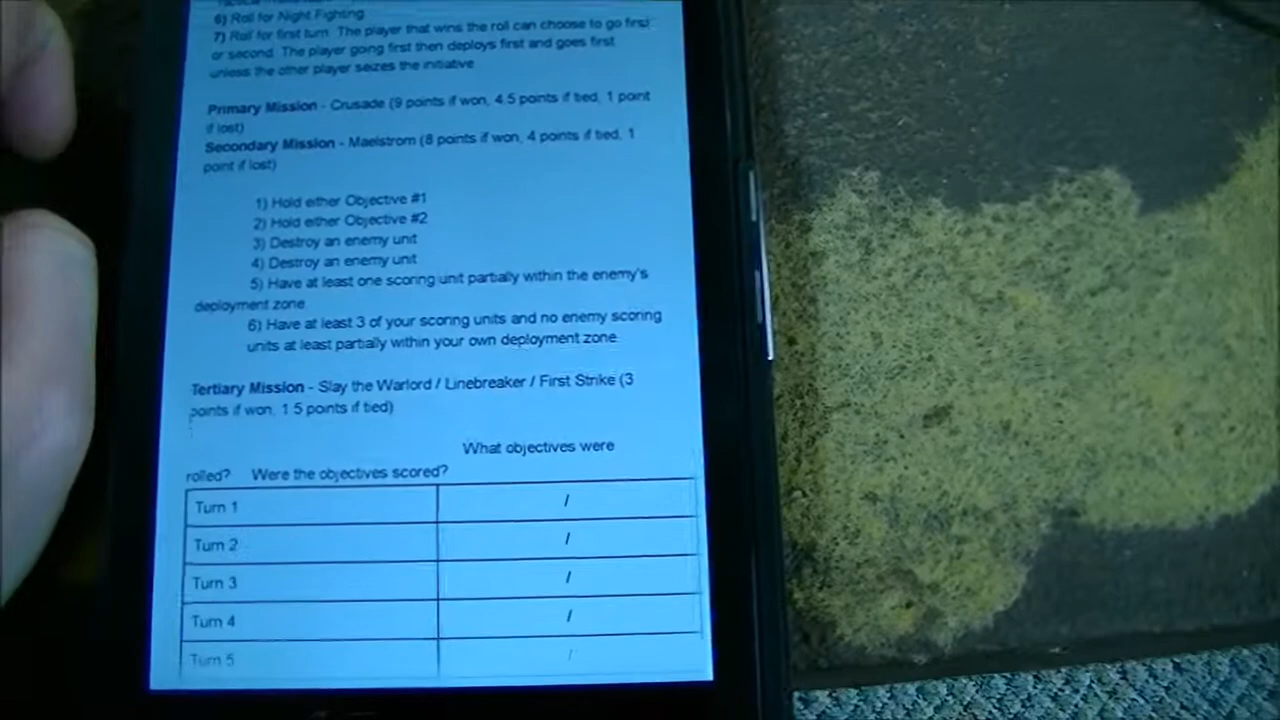 6) Roll for Night Fighting
7) Roll for first turn. The player that wins the roll can choose to go first
or second. The player going first then deploys first and goes first
unless the other player seizes the initiative
Primary Mission - Crusade (9 points if won, 4.5 points if tied, 1 point
if lost)
Secondary Mission - Maelstrom (8 points if won, 4 points if tied, 1
point if lost)
1) Hold either Objective #1
2) Hold either Objective #2
3) Destroy an enemy unit
4) Destroy an enemy unit
5) Have at least one scoring unit partially within the enemy's
deployment zone
6) Have at least 3 of your scoring units and no enemy scoring
units at least partially within your own deployment zone
Tertiary Mission - Slay the Warlord / Linebreaker / First Strike (3
points if won, 1.5 points if tied)
What objectives were
rolled? Were the objectives scored?
Turn 1 /
Turn 2 /
Turn 3 /
Turn 4 /
Turn 5 /